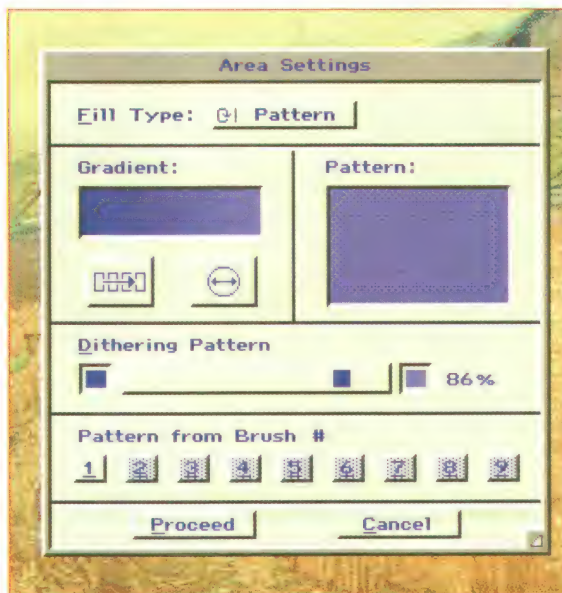 Area Settings
Fill Type: Pattern
Gradient:
Pattern:
Dithering Pattern
86%
Pattern from Brush #
1 2 3 4 5 6 7 8 9
Proceed Cancel